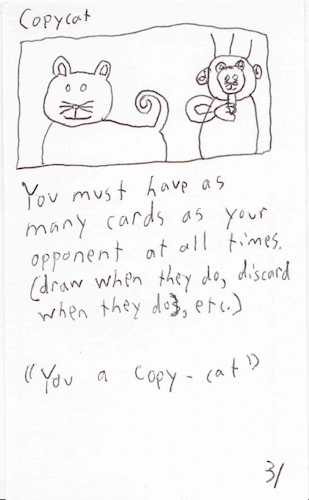 Copycat
You must have as
many cards as your
opponent at all times.
(draw when they do, discard
when they do, etc.)
"You a copy-cat"
31